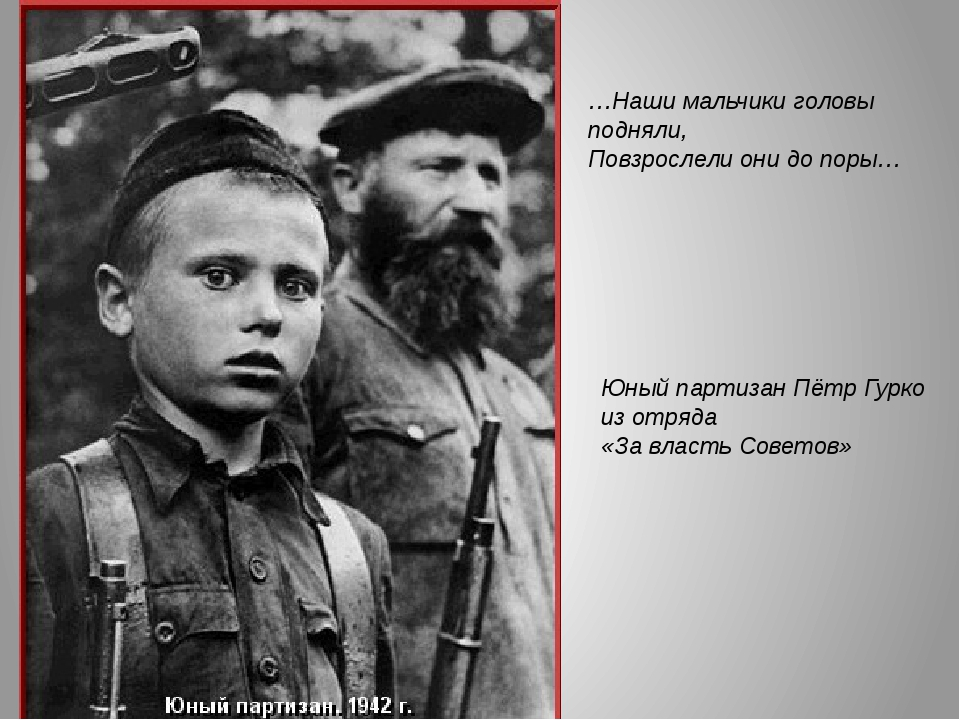 …Наши мальчики головы
подняли,
Повзрослели они до поры…
Юный партизан Пётр Гурко
из отряда
«За власть Советов»
Юный партизан. 1942 г.